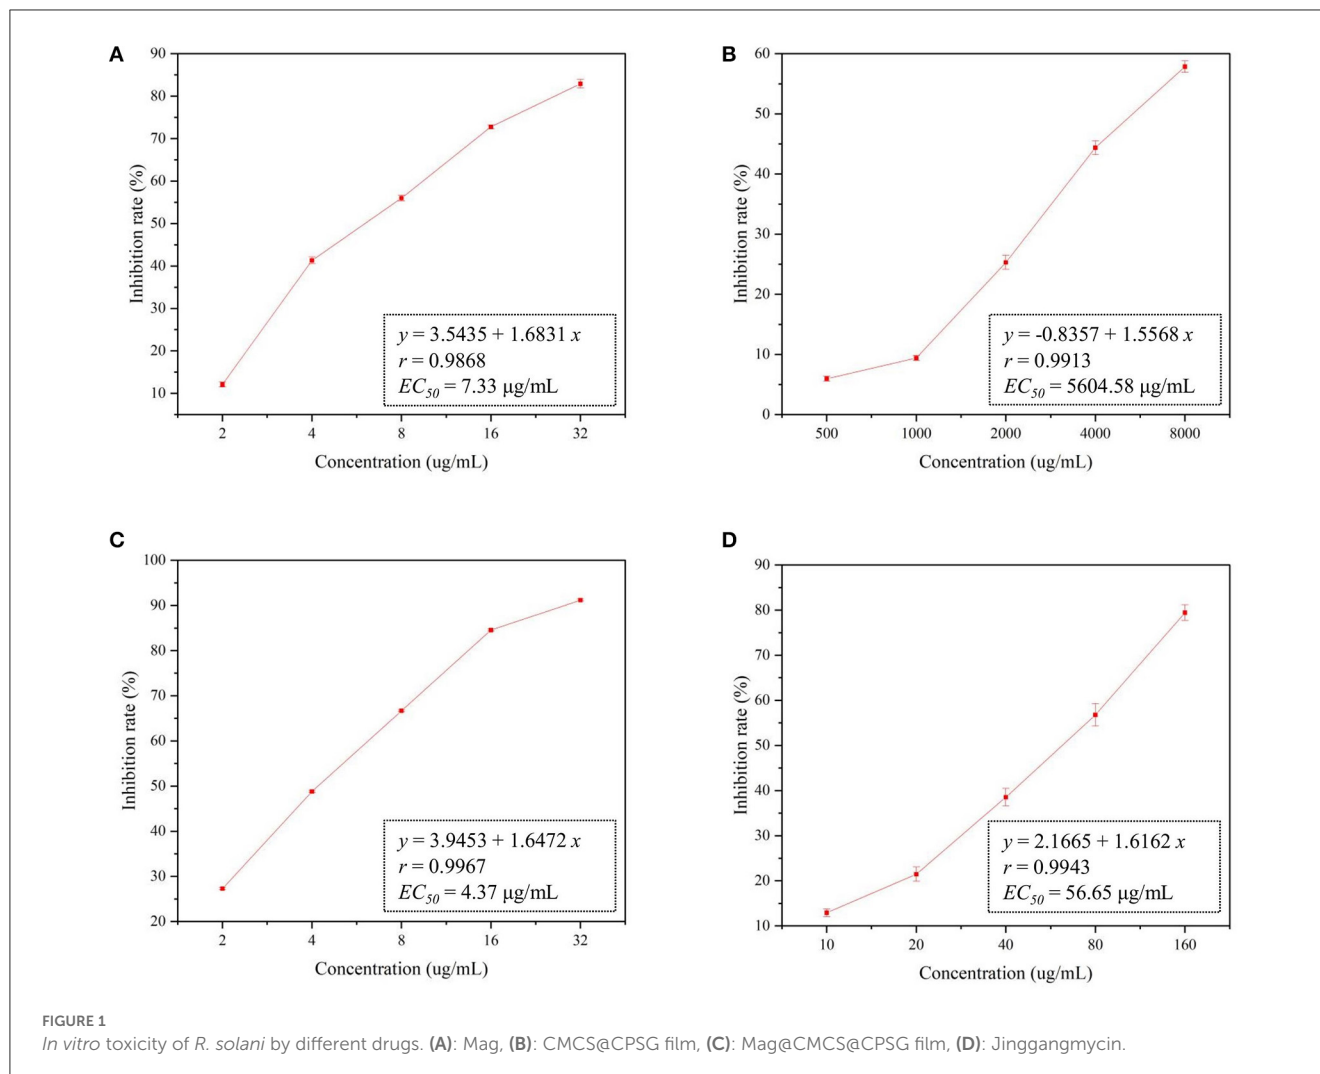 A
Inhibition rate (%)
90
80
70
60
50
40
30
20
10
y = 3.5435 + 1.6831 x
r = 0.9868
EC50 = 7.33 μg/mL
2 4 8 16 32
Concentration (ug/mL)
B
Inhibition rate (%)
60
50
40
30
20
10
0
y = -0.8357 + 1.5568 x
r = 0.9913
EC50 = 5604.58 μg/mL
500 1000 2000 4000 8000
Concentration (ug/mL)
C
Inhibition rate (%)
100
90
80
70
60
50
40
30
20
y = 3.9453 + 1.6472 x
r = 0.9967
EC50 = 4.37 μg/mL
2 4 8 16 32
Concentration (ug/mL)
D
Inhibition rate (%)
90
80
70
60
50
40
30
20
10
y = 2.1665 + 1.6162 x
r = 0.9943
EC50 = 56.65 μg/mL
10 20 40 80 160
Concentration (ug/mL)
FIGURE 1
In vitro toxicity of R. solani by different drugs. (A): Mag, (B): CMCS@CPSG film, (C): Mag@CMCS@CPSG film, (D): Jinggangmycin.